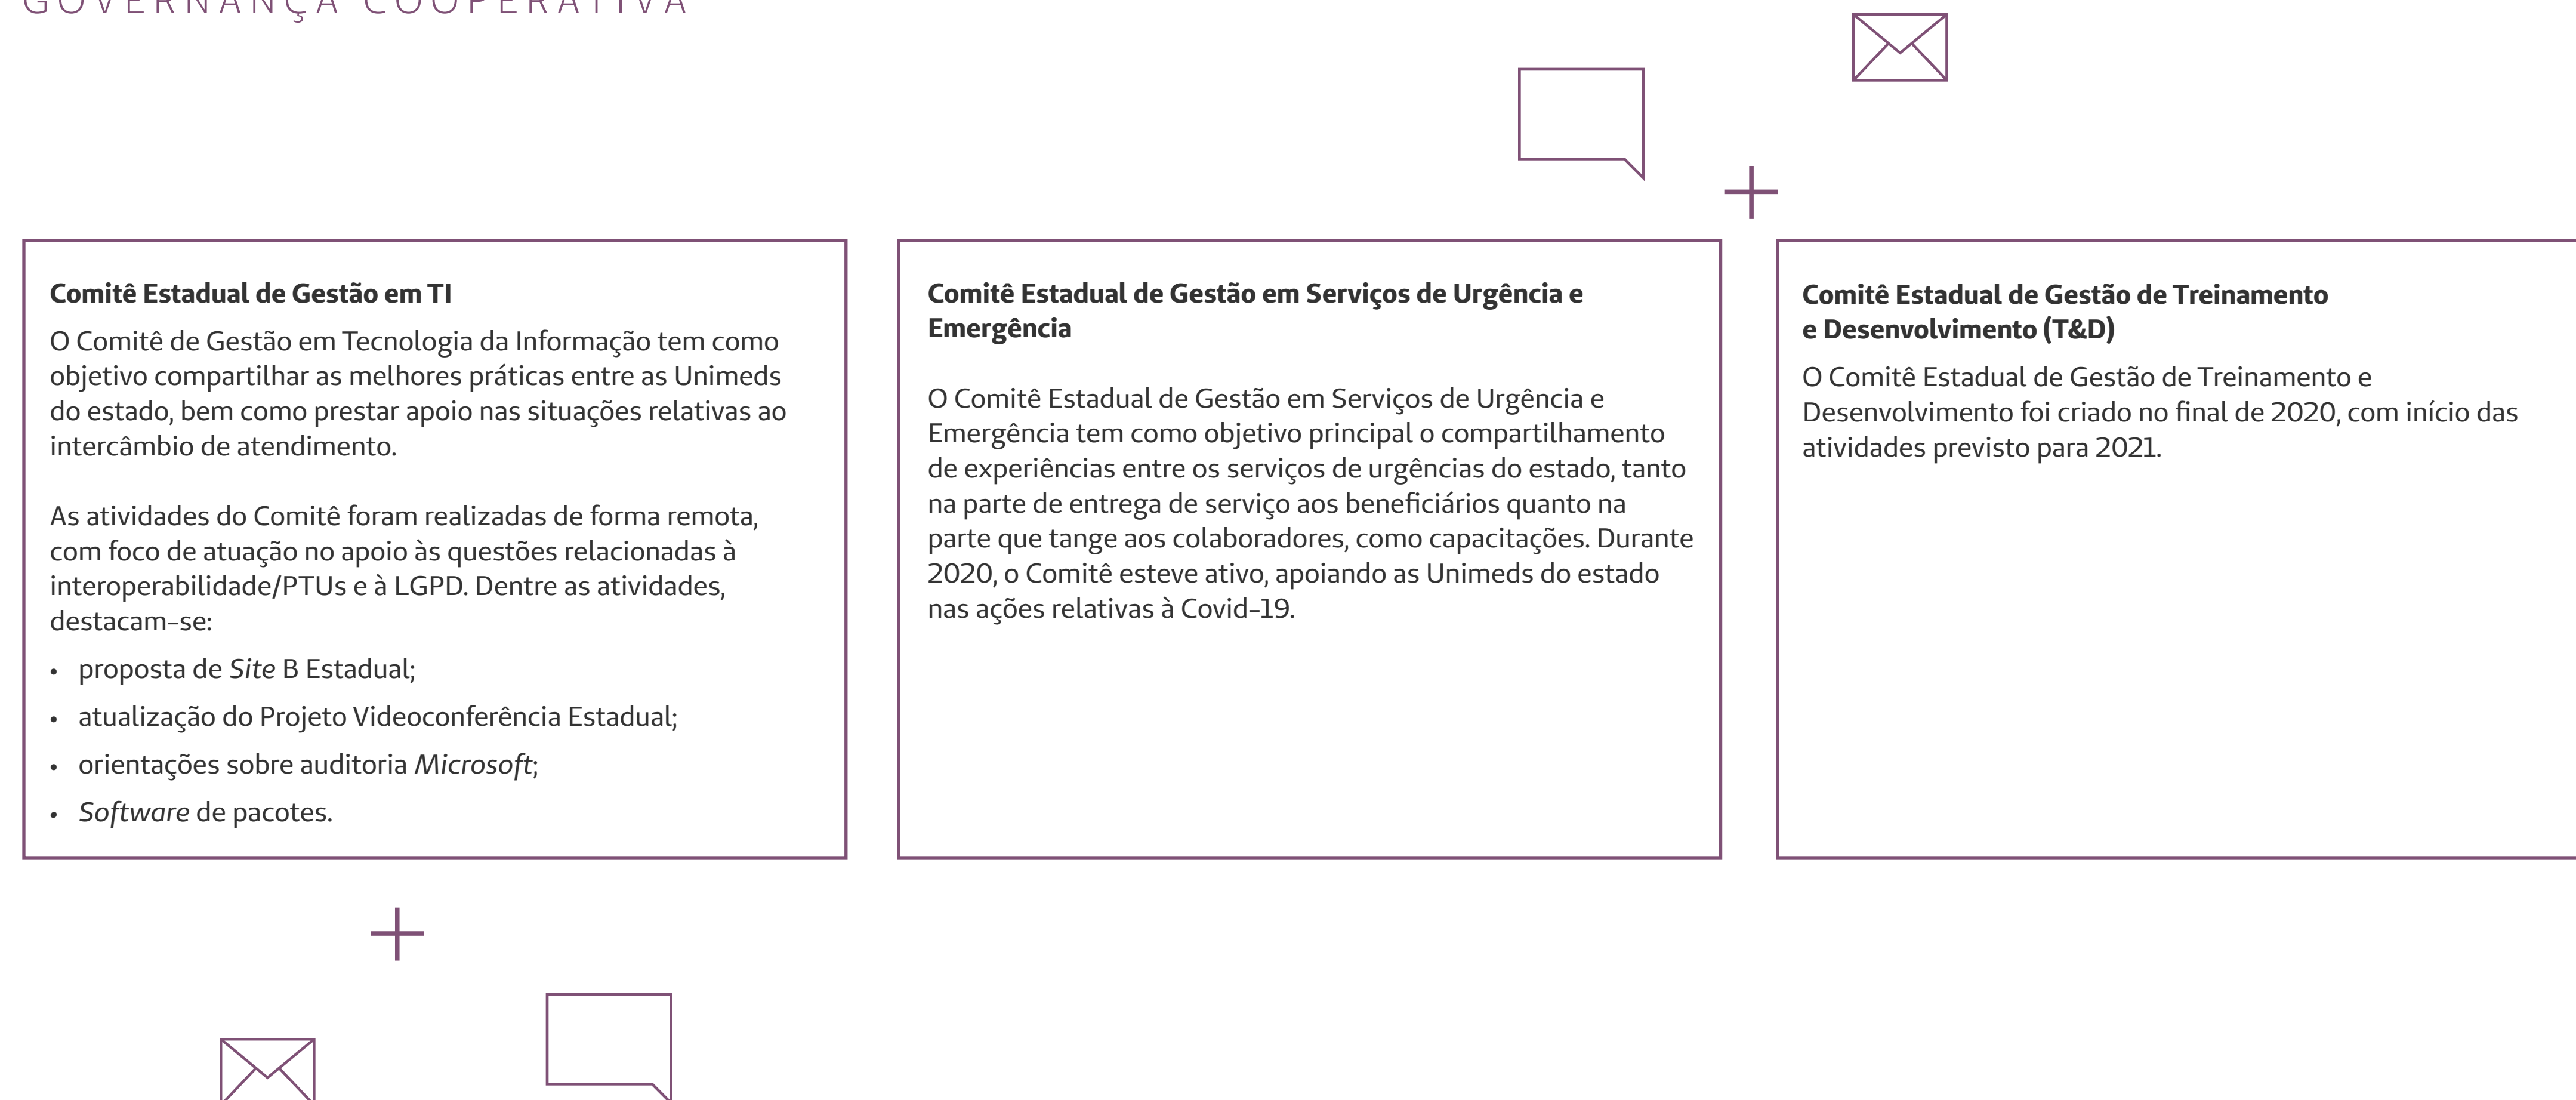 GOVERNANÇA COOPERATIVA
Comitê Estadual de Gestão em TI
O Comitê de Gestão em Tecnologia da Informação tem como
objetivo compartilhar as melhores práticas entre as Unimeds
do estado, bem como prestar apoio nas situações relativas ao
intercâmbio de atendimento.
As atividades do Comitê foram realizadas de forma remota,
com foco de atuação no apoio às questões relacionadas à
interoperabilidade/PTUs e à LGPD. Dentre as atividades,
destacam-se:
• proposta de Site B Estadual;
• atualização do Projeto Videoconferência Estadual;
• orientações sobre auditoria Microsoft;
• Software de pacotes.
Comitê Estadual de Gestão em Serviços de Urgência e
Emergência
O Comitê Estadual de Gestão em Serviços de Urgência e
Emergência tem como objetivo principal o compartilhamento
de experiências entre os serviços de urgências do estado, tanto
na parte de entrega de serviço aos beneficiários quanto na
parte que tange aos colaboradores, como capacitações. Durante
2020, o Comitê esteve ativo, apoiando as Unimeds do estado
nas ações relativas à Covid-19.
Comitê Estadual de Gestão de Treinamento
e Desenvolvimento (T&D)
O Comitê Estadual de Gestão de Treinamento e
Desenvolvimento foi criado no final de 2020, com início das
atividades previsto para 2021.